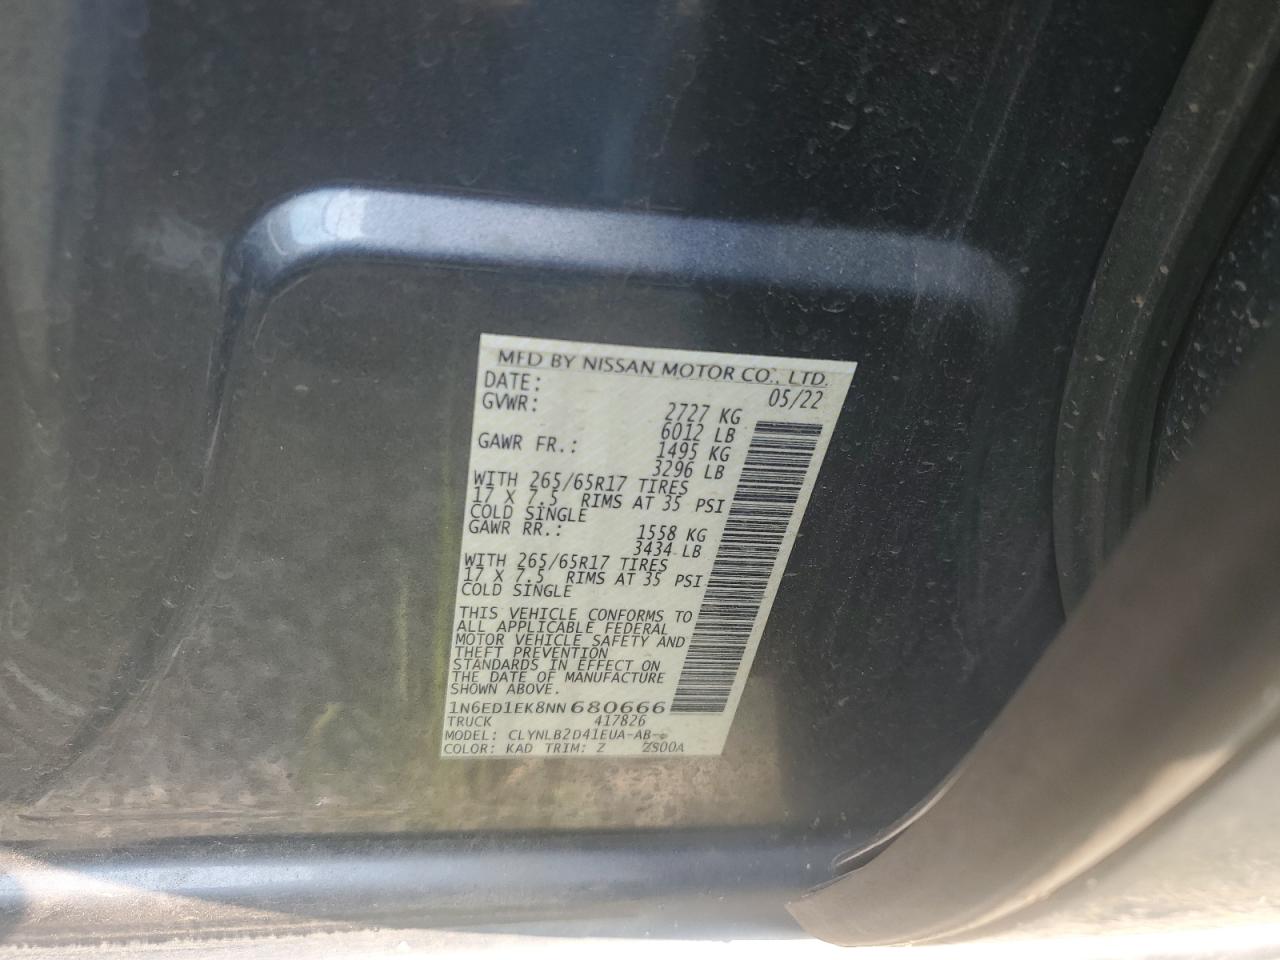 MFD BY NISSAN MOTOR CO., LTD.
DATE: 05/22
GVWR: 2727 KG
6012 LB
GAWR FR.: 1495 KG
3296 LB
WITH 265/65R17 TIRES
17 X 7.5 RIMS AT 35 PSI
COLD SINGLE
GAWR RR.: 1558 KG
3434 LB
WITH 265/65R17 TIRES
17 X 7.5 RIMS AT 35 PSI
COLD SINGLE
THIS VEHICLE CONFORMS TO
ALL APPLICABLE FEDERAL
MOTOR VEHICLE SAFETY AND
THEFT PREVENTION
STANDARDS IN EFFECT ON
THE DATE OF MANUFACTURE
SHOWN ABOVE.
1N6ED1EK8NN680666
TRUCK 417826
MODEL: CLYNLB2D41EUA-AB-
COLOR: KAD TRIM: Z ZS00A